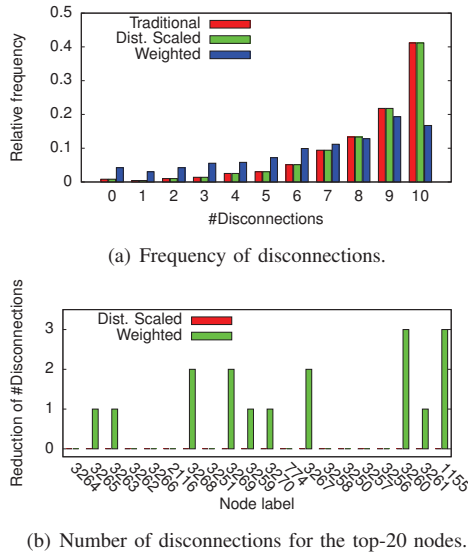 0.5
0.4
0.3
0.2
0.1
0
Relative frequency
Traditional
Dist. Scaled
Weighted
0 1 2 3 4 5 6 7 8 9 10
#Disconnections
(a) Frequency of disconnections.
3
2
1
0
Reduction of #Disconnections
Dist. Scaled
Weighted
3264 3265 3263 3262 3266 2116 3268 3251 3269 3259 3270 774 3267 3258 3250 3257 3256 3260 3261 1155
Node label
(b) Number of disconnections for the top-20 nodes.